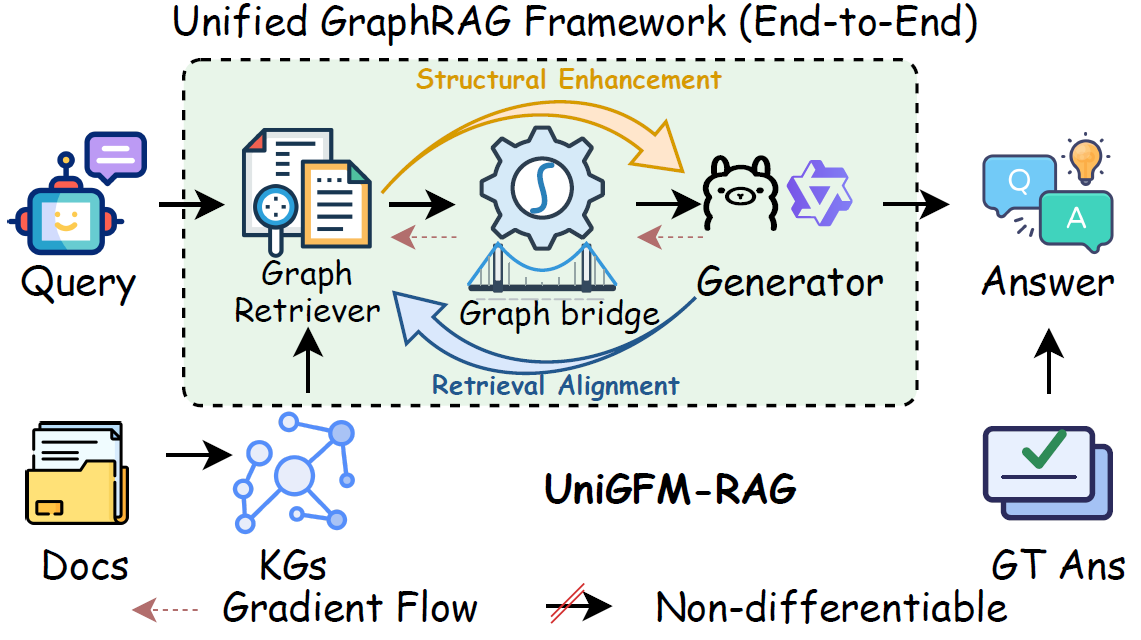 Unified GraphRAG Framework (End-to-End)
Structural Enhancement
Query
Graph
Retriever
Graph bridge
Generator
Q
A
Answer
Retrieval Alignment
Docs
KGs
UniGFM-RAG
GT Ans
Gradient Flow
Non-differentiable